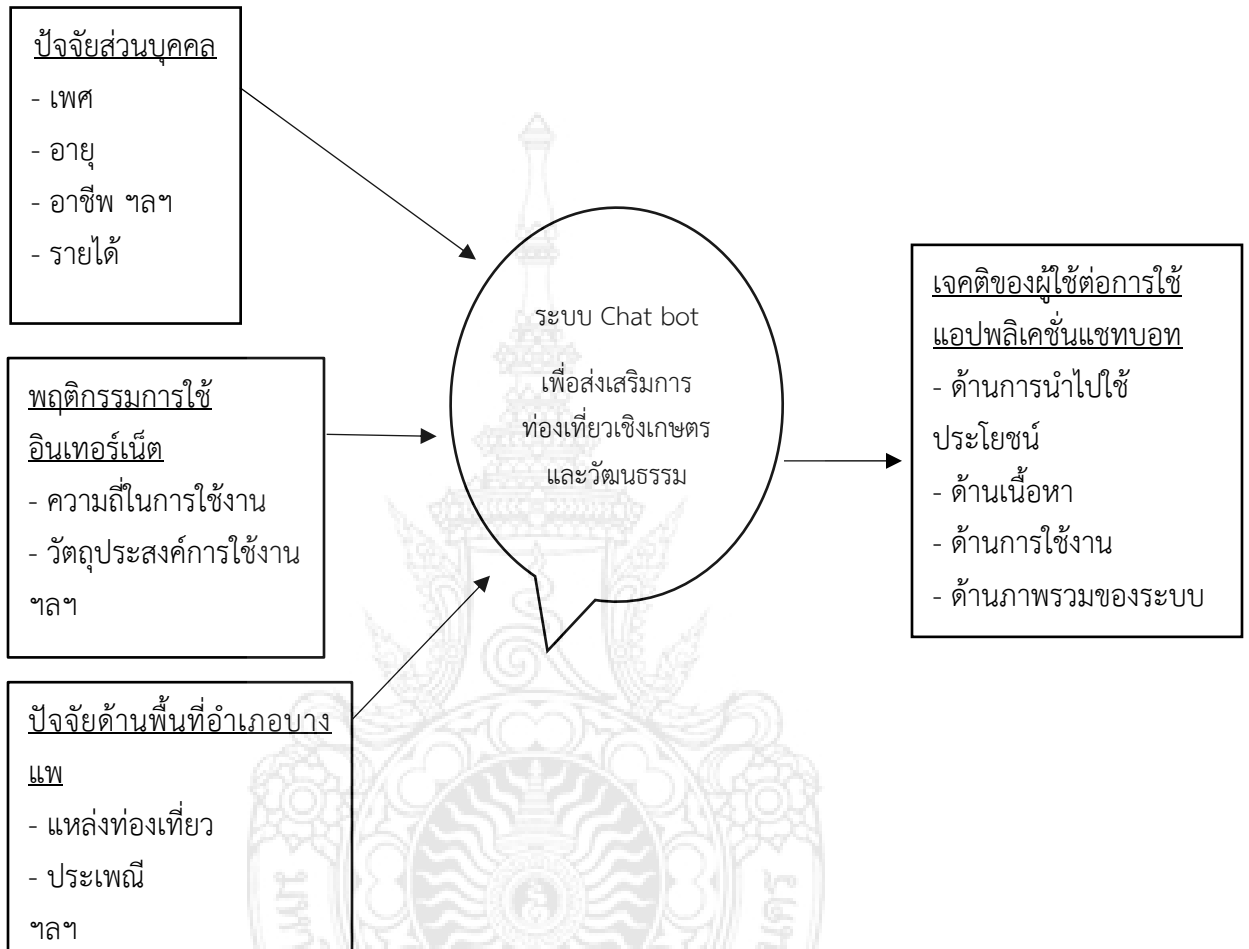 ปัจจัยส่วนบุคคล
- เพศ
- อายุ
- อาชีพ ฯลฯ
- รายได้
พฤติกรรมการใช้
อินเทอร์เน็ต
- ความถี่ในการใช้งาน
- วัตถุประสงค์การใช้งาน
ฯลฯ
ปัจจัยด้านพื้นที่อำเภอบาง
แพ
- แหล่งท่องเที่ยว
- ประเพณี
ฯลฯ
ระบบ Chat bot
เพื่อส่งเสริมการ
ท่องเที่ยวเชิงเกษตร
และวัฒนธรรม
เจคติของผู้ใช้ต่อการใช้
แอปพลิเคชั่นแชทบอท
- ด้านการนำไปใช้
ประโยชน์
- ด้านเนื้อหา
- ด้านการใช้งาน
- ด้านภาพรวมของระบบ